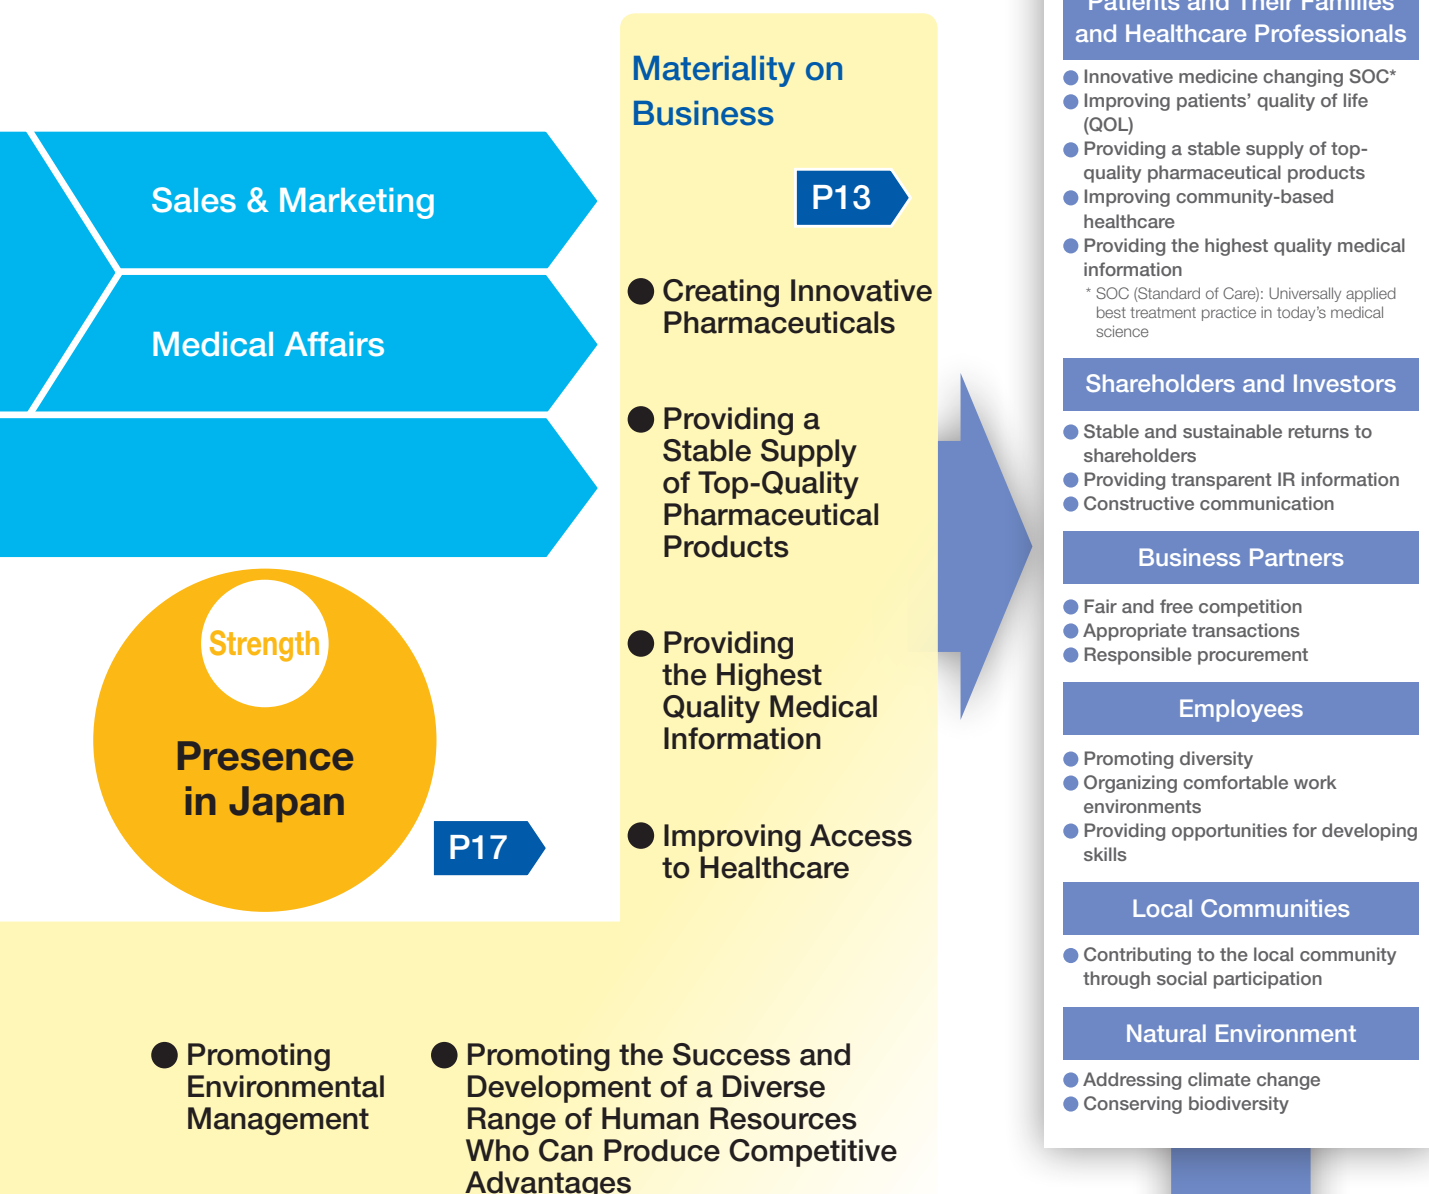 Sales & Marketing
Medical Affairs
Strength
Presence
in Japan
P17
Materiality on
Business
P13
● Creating Innovative
Pharmaceuticals
● Providing a
Stable Supply
of Top-Quality
Pharmaceutical
Products
● Providing
the Highest
Quality Medical
Information
● Improving Access
to Healthcare
● Promoting
Environmental
Management
● Promoting the Success and
Development of a Diverse
Range of Human Resources
Who Can Produce Competitive
Advantages
Patients and Their Families
and Healthcare Professionals
● Innovative medicine changing SOC*
● Improving patients’ quality of life
(QOL)
● Providing a stable supply of top-
quality pharmaceutical products
● Improving community-based
healthcare
● Providing the highest quality medical
information
* SOC (Standard of Care): Universally applied
best treatment practice in today’s medical
science
Shareholders and Investors
● Stable and sustainable returns to
shareholders
● Providing transparent IR information
● Constructive communication
Business Partners
● Fair and free competition
● Appropriate transactions
● Responsible procurement
Employees
● Promoting diversity
● Organizing comfortable work
environments
● Providing opportunities for developing
skills
Local Communities
● Contributing to the local community
through social participation
Natural Environment
● Addressing climate change
● Conserving biodiversity